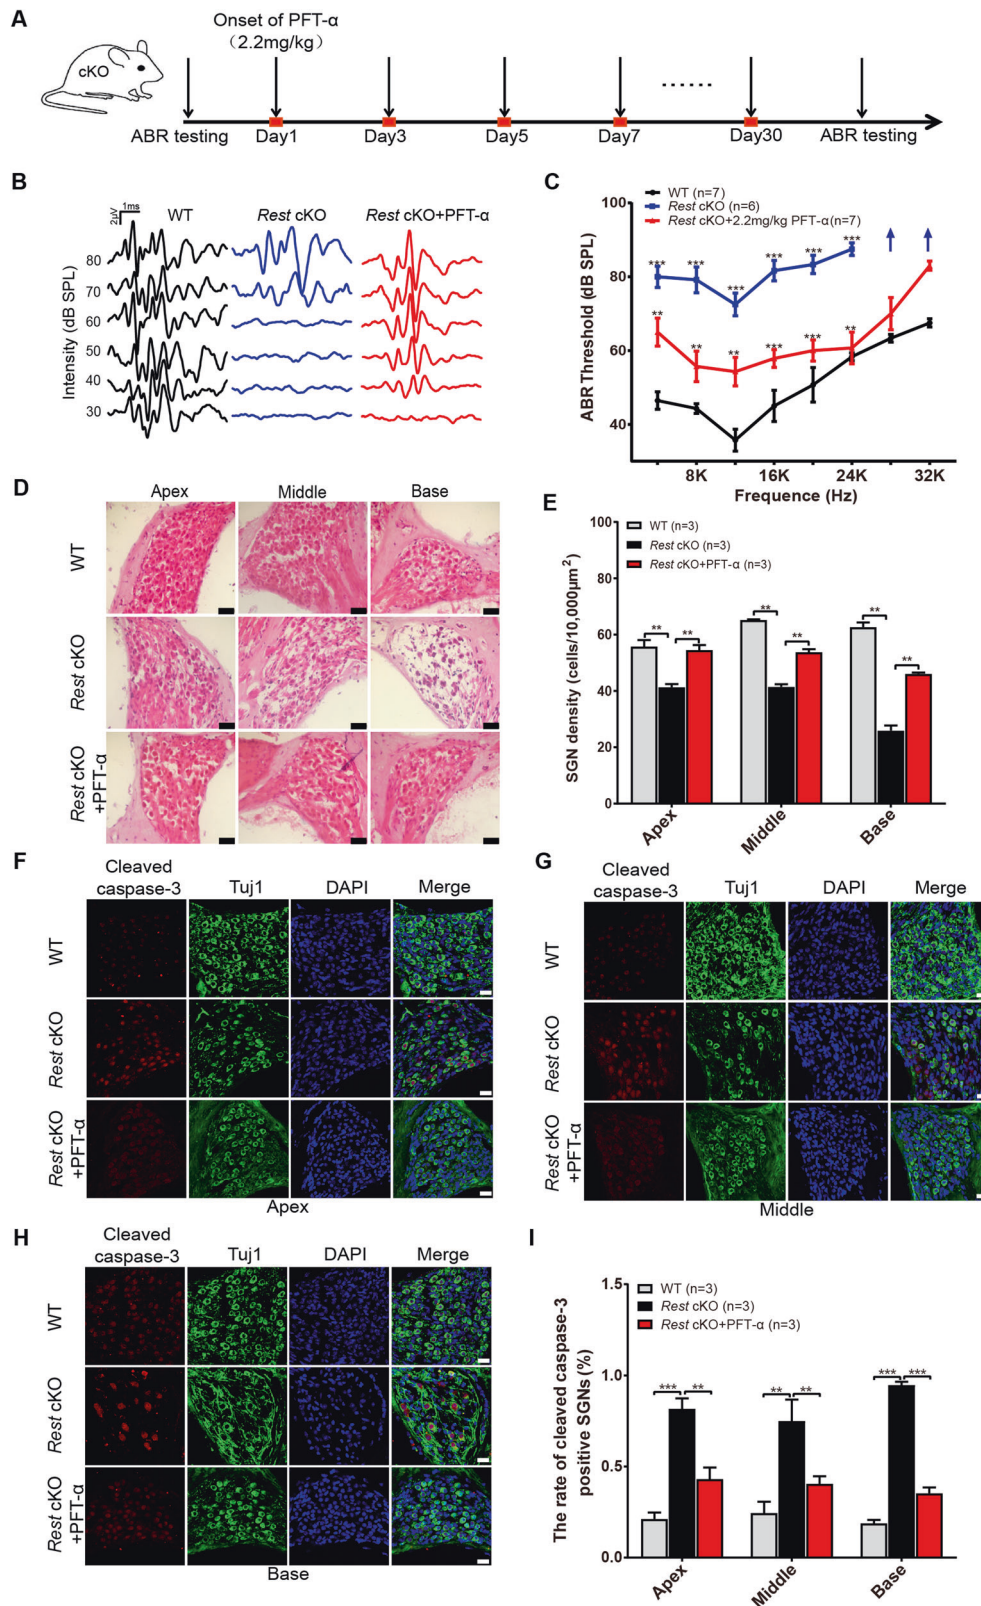 A
Onset of PFT-α
(2.2mg/kg)
cKO
ABR testing Day1 Day3 Day5 Day7 Day30 ABR testing
B
2μV
1ms
WT Rest cKO Rest cKO+PFT-α
Intensity (dB SPL)
80
70
60
50
40
30
C
WT (n=7)
Rest cKO (n=6)
Rest cKO+2.2mg/kg PFT-α(n=7)
ABR Threshold (dB SPL)
100
80
60
40
*** *** *** *** *** ***
** ** ** *** *** **
8K 16K 24K 32K
Frequence (Hz)
D
Apex Middle Base
WT
Rest cKO
Rest cKO
+PFT-α
E
WT (n=3)
Rest cKO (n=3)
Rest cKO+PFT-α (n=3)
SGN density (cells/10,000μm²)
100
80
60
40
20
0
** ** ** ** ** **
Apex Middle Base
F
Cleaved
caspase-3 Tuj1 DAPI Merge
WT
Rest cKO
Rest cKO
+PFT-α
Apex
G
Cleaved
caspase-3 Tuj1 DAPI Merge
WT
Rest cKO
Rest cKO
+PFT-α
Middle
H
Cleaved
caspase-3 Tuj1 DAPI Merge
WT
Rest cKO
Rest cKO
+PFT-α
Base
I
WT (n=3)
Rest cKO (n=3)
Rest cKO+PFT-α (n=3)
The rate of cleaved caspase-3
positive SGNs (%)
1.5
1.0
0.5
0.0
*** ** ** ** *** ***
Apex Middle Base